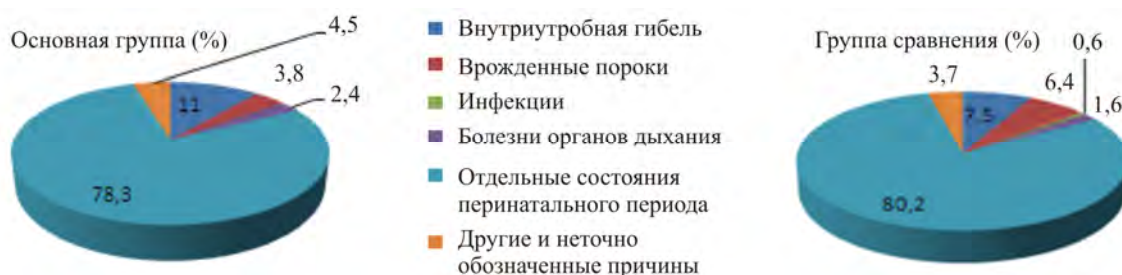 Основная группа (%)
4,5
3,8
2,4
11
78,3
Внутриутробная гибель
Врожденные пороки
Инфекции
Болезни органов дыхания
Отдельные состояния
перинатального периода
Другие и неточно
обозначенные причины
Группа сравнения (%)
0,6
3,7
6,4
1,6
7,5
80,2